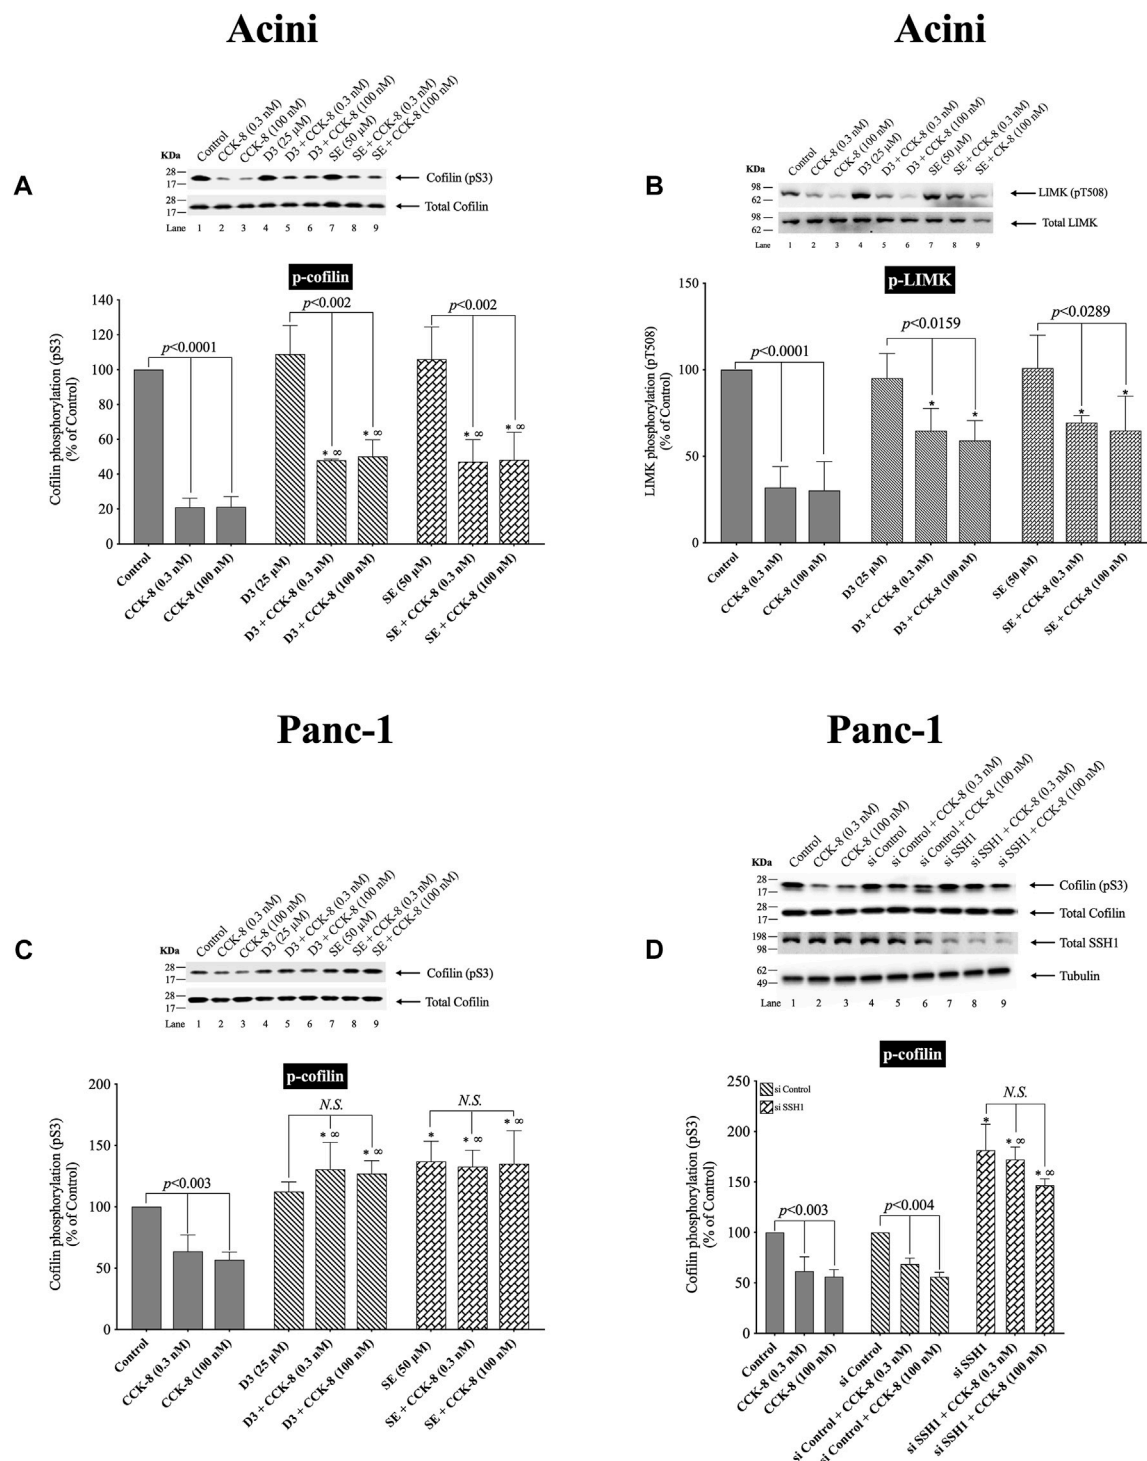 Acini
A
KDa
Control
CCK-8 (0.3 nM)
CCK-8 (100 nM)
D3 (25 µM)
D3 + CCK-8 (0.3 nM)
D3 + CCK-8 (100 nM)
SE (50 µM)
SE + CCK-8 (0.3 nM)
SE + CCK-8 (100 nM)
28
17
Cofilin (pS3)
28
17
Total Cofilin
Lane 1 2 3 4 5 6 7 8 9
p-cofilin
Cofilin phosphorylation (pS3)
(% of Control)
140
120
100
80
60
40
20
0
p<0.0001
p<0.002
p<0.002
* ∞
* ∞
* ∞
* ∞
Control
CCK-8 (0.3 nM)
CCK-8 (100 nM)
D3 (25 µM)
D3 + CCK-8 (0.3 nM)
D3 + CCK-8 (100 nM)
SE (50 µM)
SE + CCK-8 (0.3 nM)
SE + CCK-8 (100 nM)
Acini
B
KDa
Control
CCK-8 (0.3 nM)
CCK-8 (100 nM)
D3 (25 µM)
D3 + CCK-8 (0.3 nM)
D3 + CCK-8 (100 nM)
SE (50 µM)
SE + CCK-8 (0.3 nM)
SE + CK-8 (100 nM)
98
62
LIMK (pT508)
98
62
Total LIMK
Lane 1 2 3 4 5 6 7 8 9
p-LIMK
LIMK phosphorylation (pT508)
(% of Control)
150
100
50
0
p<0.0001
p<0.0159
p<0.0289
*
*
*
*
Control
CCK-8 (0.3 nM)
CCK-8 (100 nM)
D3 (25 µM)
D3 + CCK-8 (0.3 nM)
D3 + CCK-8 (100 nM)
SE (50 µM)
SE + CCK-8 (0.3 nM)
SE + CCK-8 (100 nM)
Panc-1
C
KDa
Control
CCK-8 (0.3 nM)
CCK-8 (100 nM)
D3 (25 µM)
D3 + CCK-8 (0.3 nM)
D3 + CCK-8 (100 nM)
SE (50 µM)
SE + CCK-8 (0.3 nM)
SE + CCK-8 (100 nM)
28
17
Cofilin (pS3)
28
17
Total Cofilin
Lane 1 2 3 4 5 6 7 8 9
p-cofilin
Cofilin phosphorylation (pS3)
(% of Control)
200
150
100
50
0
p<0.003
N.S.
N.S.
* ∞
* ∞
*
* ∞
* ∞
Control
CCK-8 (0.3 nM)
CCK-8 (100 nM)
D3 (25 µM)
D3 + CCK-8 (0.3 nM)
D3 + CCK-8 (100 nM)
SE (50 µM)
SE + CCK-8 (0.3 nM)
SE + CCK-8 (100 nM)
Panc-1
D
KDa
Control
CCK-8 (0.3 nM)
CCK-8 (100 nM)
si Control
si Control + CCK-8 (0.3 nM)
si Control + CCK-8 (100 nM)
si SSH1
si SSH1 + CCK-8 (0.3 nM)
si SSH1 + CCK-8 (100 nM)
28
17
Cofilin (pS3)
28
17
Total Cofilin
198
98
Total SSH1
62
49
Tubulin
Lane 1 2 3 4 5 6 7 8 9
p-cofilin
si Control
si SSH1
Cofilin phosphorylation (pS3)
(% of Control)
250
200
150
100
50
0
p<0.003
p<0.004
N.S.
*
* ∞
* ∞
Control
CCK-8 (0.3 nM)
CCK-8 (100 nM)
si Control
si Control + CCK-8 (0.3 nM)
si Control + CCK-8 (100 nM)
si SSH1
si SSH1 + CCK-8 (0.3 nM)
si SSH1 + CCK-8 (100 nM)